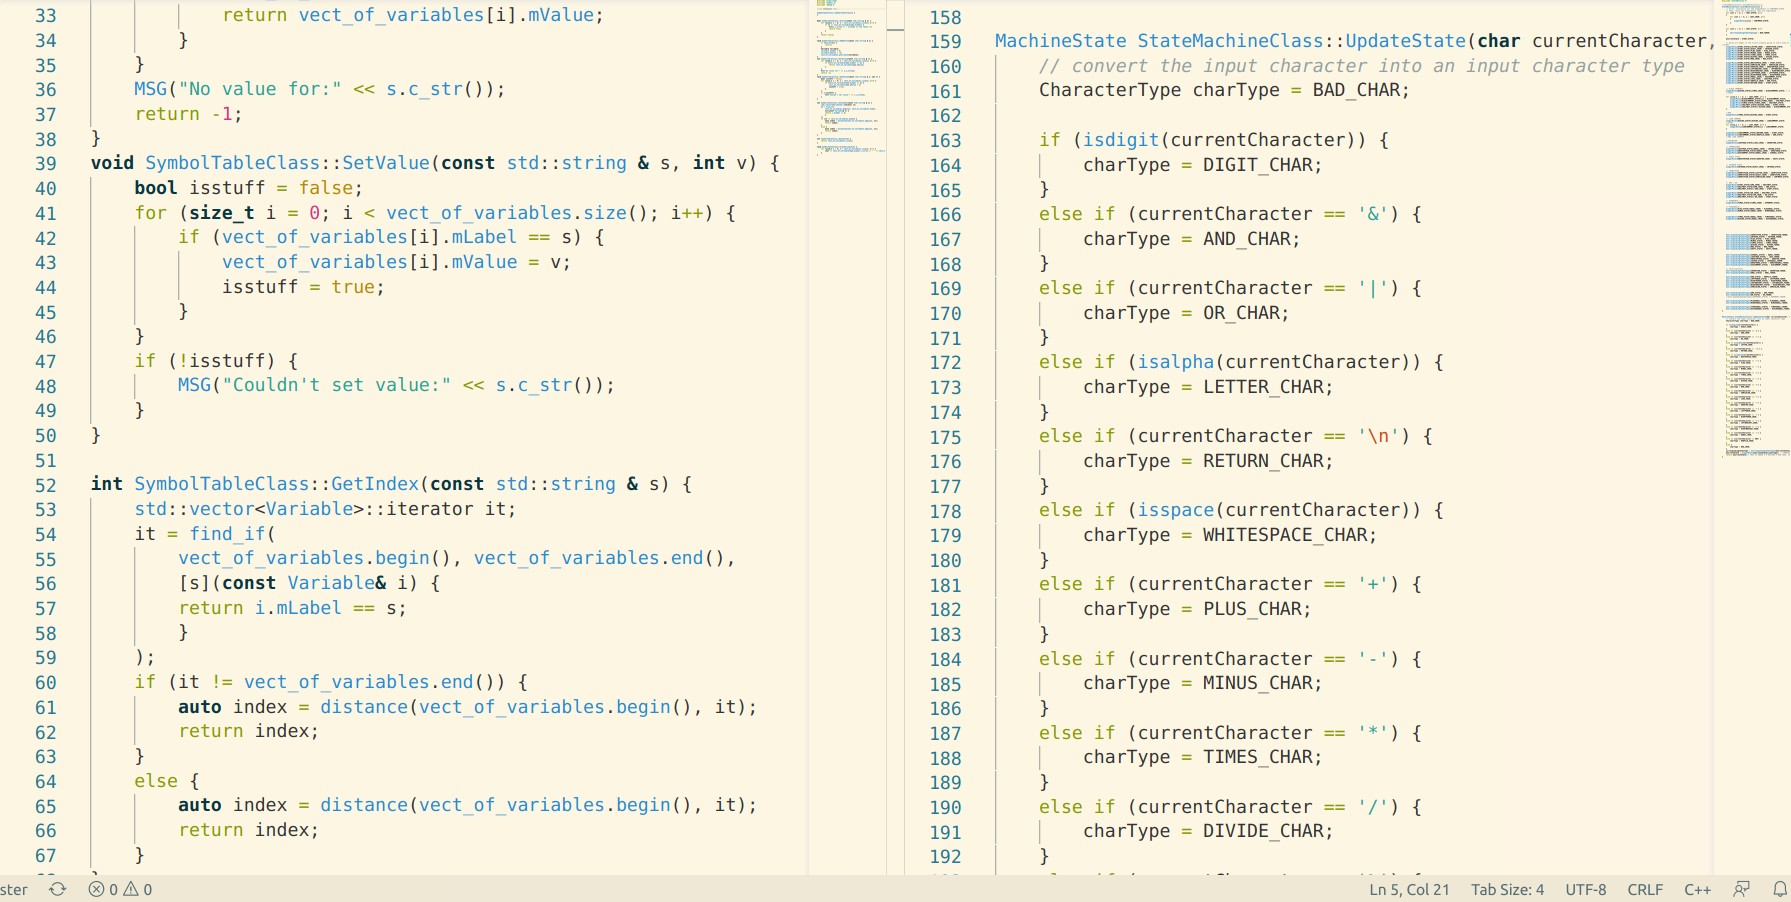 33 return vect_of_variables[i].mValue;
34 }
35 }
36 MSG("No value for:" << s.c_str());
37 return -1;
38 }
39 void SymbolTableClass::SetValue(const std::string & s, int v) {
40 bool isstuff = false;
41 for (size_t i = 0; i < vect_of_variables.size(); i++) {
42 if (vect_of_variables[i].mLabel == s) {
43 vect_of_variables[i].mValue = v;
44 isstuff = true;
45 }
46 }
47 if (!isstuff) {
48 MSG("Couldn't set value:" << s.c_str());
49 }
50 }
51
52 int SymbolTableClass::GetIndex(const std::string & s) {
53 std::vector<Variable>::iterator it;
54 it = find_if(
55 vect_of_variables.begin(), vect_of_variables.end(),
56 [s](const Variable& i) {
57 return i.mLabel == s;
58 }
59 );
60 if (it != vect_of_variables.end()) {
61 auto index = distance(vect_of_variables.begin(), it);
62 return index;
63 }
64 else {
65 auto index = distance(vect_of_variables.begin(), it);
66 return index;
67 }
158
159 MachineState StateMachineClass::UpdateState(char currentCharacter,
160 // convert the input character into an input character type
161 CharacterType charType = BAD_CHAR;
162
163 if (isdigit(currentCharacter)) {
164 charType = DIGIT_CHAR;
165 }
166 else if (currentCharacter == '&') {
167 charType = AND_CHAR;
168 }
169 else if (currentCharacter == '|') {
170 charType = OR_CHAR;
171 }
172 else if (isalpha(currentCharacter)) {
173 charType = LETTER_CHAR;
174 }
175 else if (currentCharacter == '\n') {
176 charType = RETURN_CHAR;
177 }
178 else if (isspace(currentCharacter)) {
179 charType = WHITESPACE_CHAR;
180 }
181 else if (currentCharacter == '+') {
182 charType = PLUS_CHAR;
183 }
184 else if (currentCharacter == '-') {
185 charType = MINUS_CHAR;
186 }
187 else if (currentCharacter == '*') {
188 charType = TIMES_CHAR;
189 }
190 else if (currentCharacter == '/') {
191 charType = DIVIDE_CHAR;
192 }
ster 0 0 Ln 5, Col 21 Tab Size: 4 UTF-8 CRLF C++